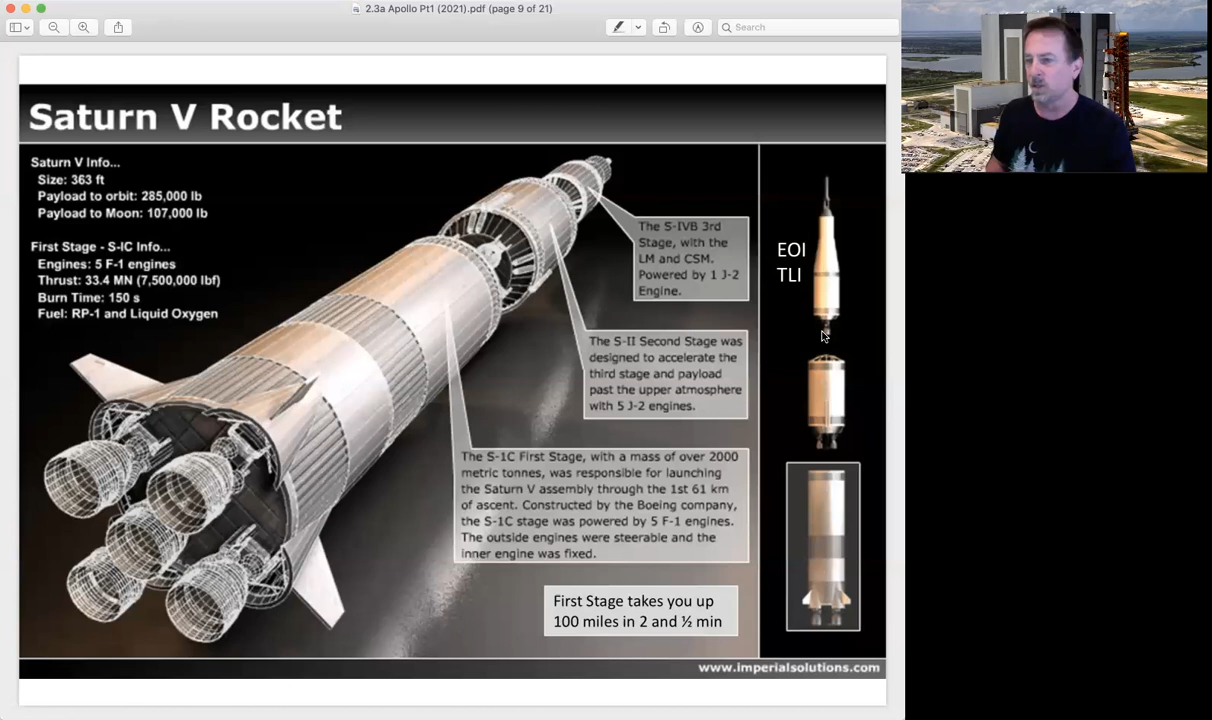 2.3a Apollo Pt1 (2021).pdf (page 9 of 21)
Search
Saturn V Rocket
Saturn V Info...
Size: 363 ft
Payload to orbit: 285,000 lb
Payload to Moon: 107,000 lb
First Stage - S-IC Info...
Engines: 5 F-1 engines
Thrust: 33.4 MN (7,500,000 lbf)
Burn Time: 150 s
Fuel: RP-1 and Liquid Oxygen
The S-IVB 3rd
Stage, with the
LM and CSM.
Powered by 1 J-2
Engine.
EOI
TLI
The S-II Second Stage was
designed to accelerate the
third stage and payload
past the upper atmosphere
with 5 J-2 engines.
The S-1C First Stage, with a mass of over 2000
metric tonnes, was responsible for launching
the Saturn V assembly through the 1st 61 km
of ascent. Constructed by the Boeing company,
the S-1C stage was powered by 5 F-1 engines.
The outside engines were steerable and the
inner engine was fixed.
First Stage takes you up
100 miles in 2 and ½ min
www.imperialsolutions.com